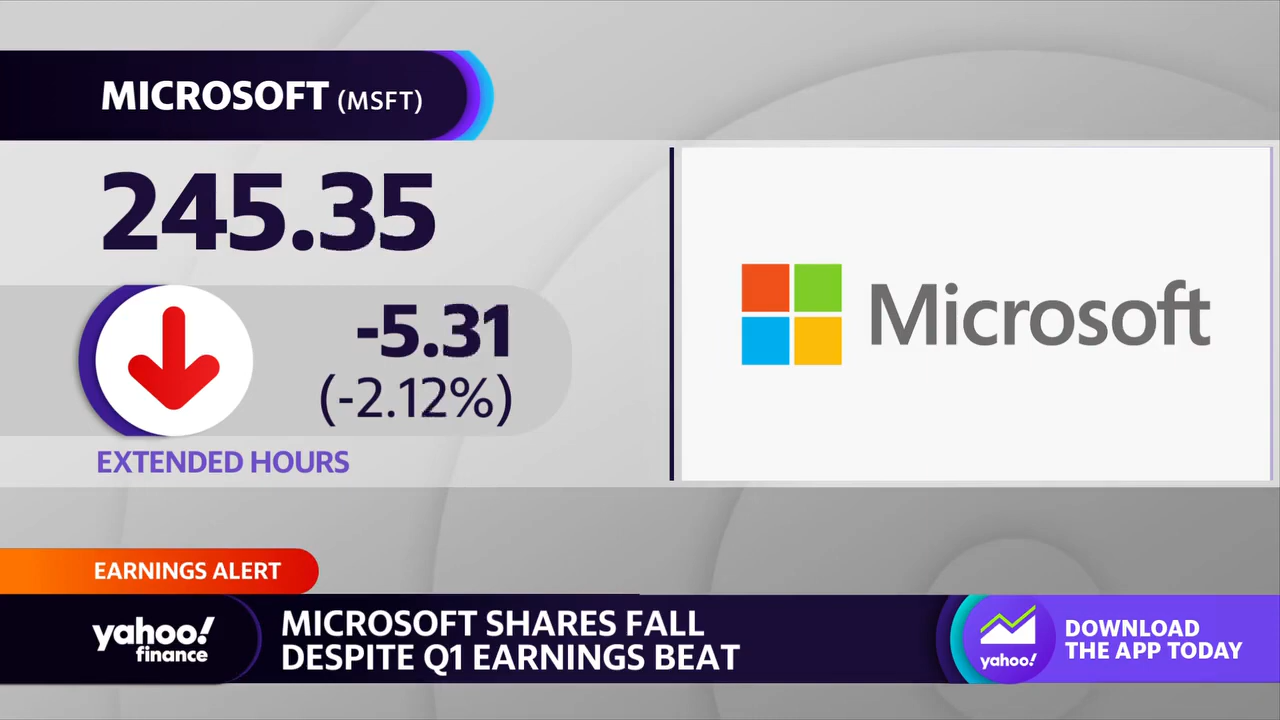 MICROSOFT (MSFT)
245.35
-5.31
(-2.12%)
EXTENDED HOURS
Microsoft
EARNINGS ALERT
yahoo!
finance
MICROSOFT SHARES FALL
DESPITE Q1 EARNINGS BEAT
yahoo!
DOWNLOAD
THE APP TODAY